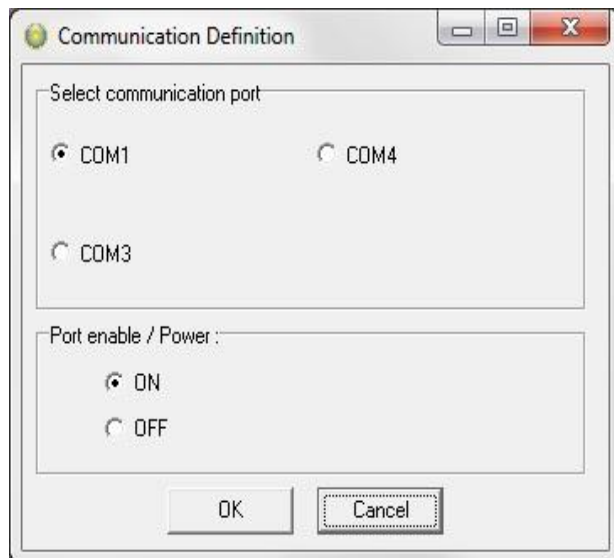 Communication Definition
Select communication port
COM1 COM4
COM3
Port enable / Power :
ON
OFF
OK Cancel